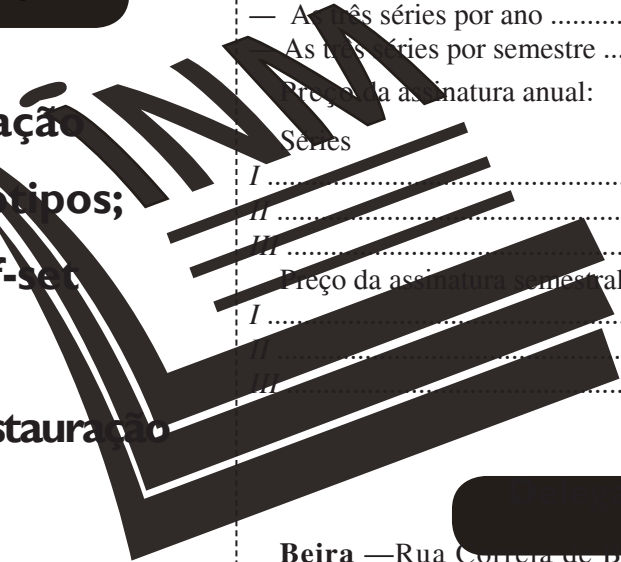 — As três séries por ano ..........
— As três séries por semestre ...
Preço da assinatura anual:
Séries
I ..................................................
II .................................................
III ................................................
Preço da assinatura semestral
I ..................................................
II .................................................
III ................................................
Beira —Rua Correia de B
ação
tipos;
f-set
stauração
INM